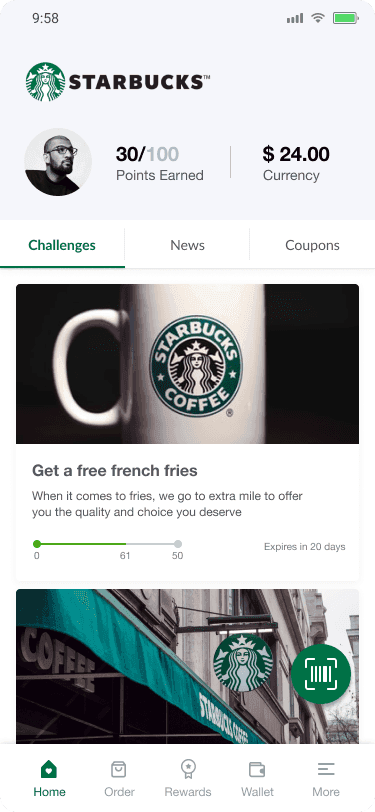 9:58
STARBUCKS™
30/100
Points Earned
$ 24.00
Currency
Challenges
News
Coupons
STARBUCKS
COFFEE
®
Get a free french fries
When it comes to fries, we go to extra mile to offer
you the quality and choice you deserve
0
61
50
Expires in 20 days
COFFEE
STARBUCKS COFFEE
Home
Order
Rewards
Wallet
More